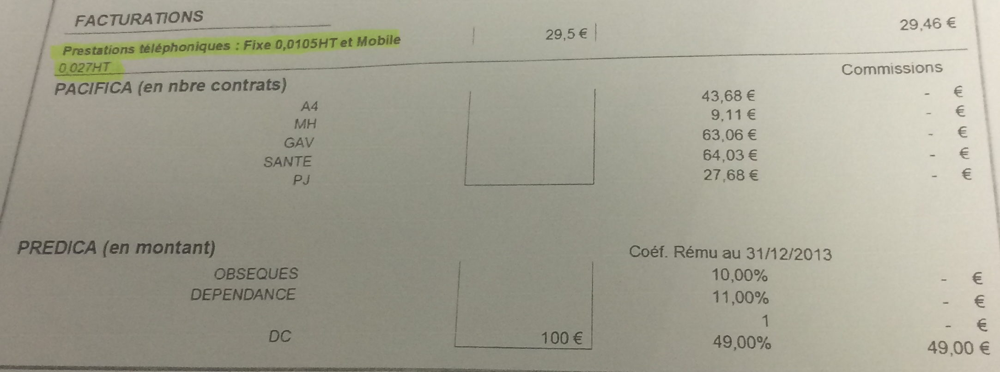 FACTURATIONS
29,5 € 29,46 €
Prestations téléphoniques : Fixe 0,0105HT et Mobile
0,027HT
Commissions
PACIFICA (en nbre contrats)
A4 43,68 € - €
MH 9,11 € - €
GAV 63,06 € - €
SANTE 64,03 € - €
PJ 27,68 € - €
PREDICA (en montant) Coéf. Rému au 31/12/2013
OBSEQUES 10,00% - €
DEPENDANCE 11,00% - €
1 - €
DC 100 € 49,00% 49,00 €